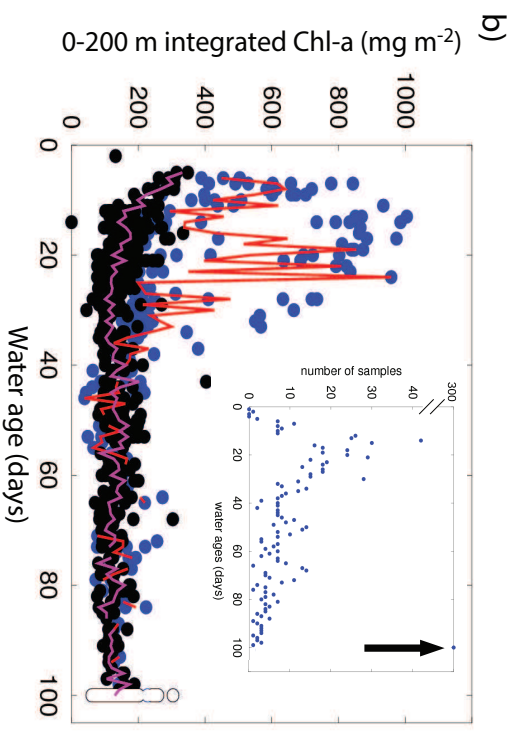 b)
0-200 m integrated Chl-a (mg m-2)
0 200 400 600 800 1000
0 20 40 60 80 100
Water age (days)
number of samples
0 10 20 30 40 300
0 20 40 60 80 100
water ages (days)